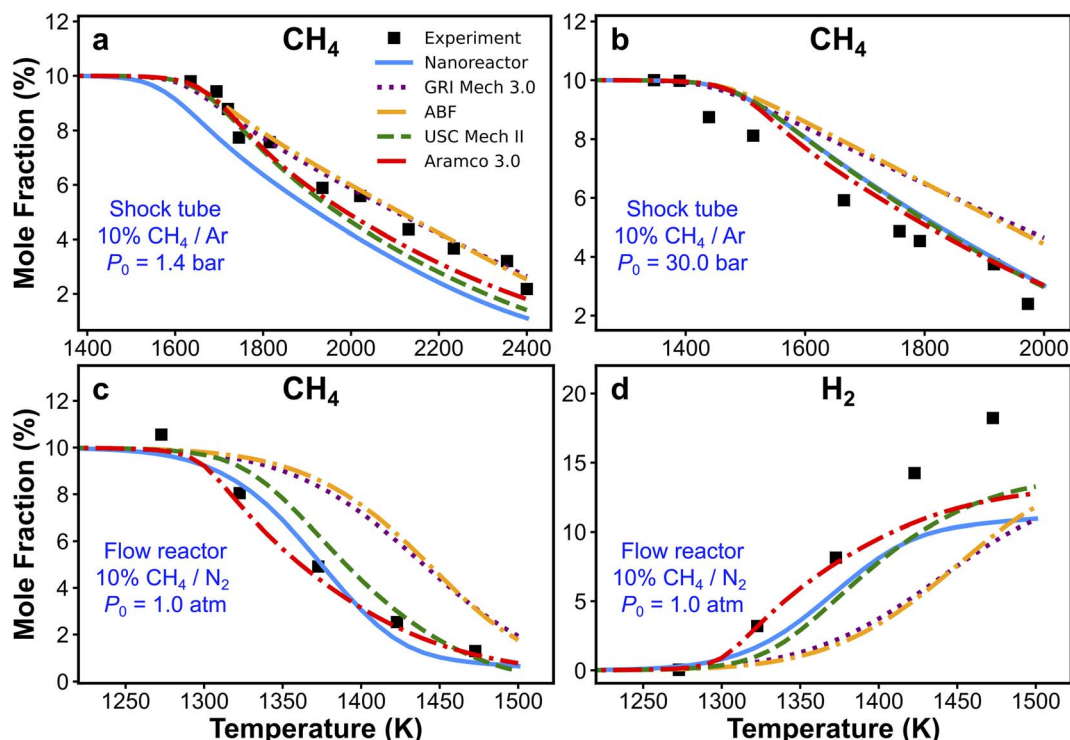 a
CH4
12
10
8
6
4
2
Mole Fraction (%)
Experiment
Nanoreactor
GRI Mech 3.0
ABF
USC Mech II
Aramco 3.0
Shock tube
10% CH4 / Ar
P0 = 1.4 bar
1400 1600 1800 2000 2200 2400
b
CH4
12
10
8
6
4
2
Shock tube
10% CH4 / Ar
P0 = 30.0 bar
1400 1600 1800 2000
c
CH4
12
10
8
6
4
2
0
Mole Fraction (%)
Flow reactor
10% CH4 / N2
P0 = 1.0 atm
1250 1300 1350 1400 1450 1500
Temperature (K)
d
H2
20
15
10
5
0
Flow reactor
10% CH4 / N2
P0 = 1.0 atm
1250 1300 1350 1400 1450 1500
Temperature (K)